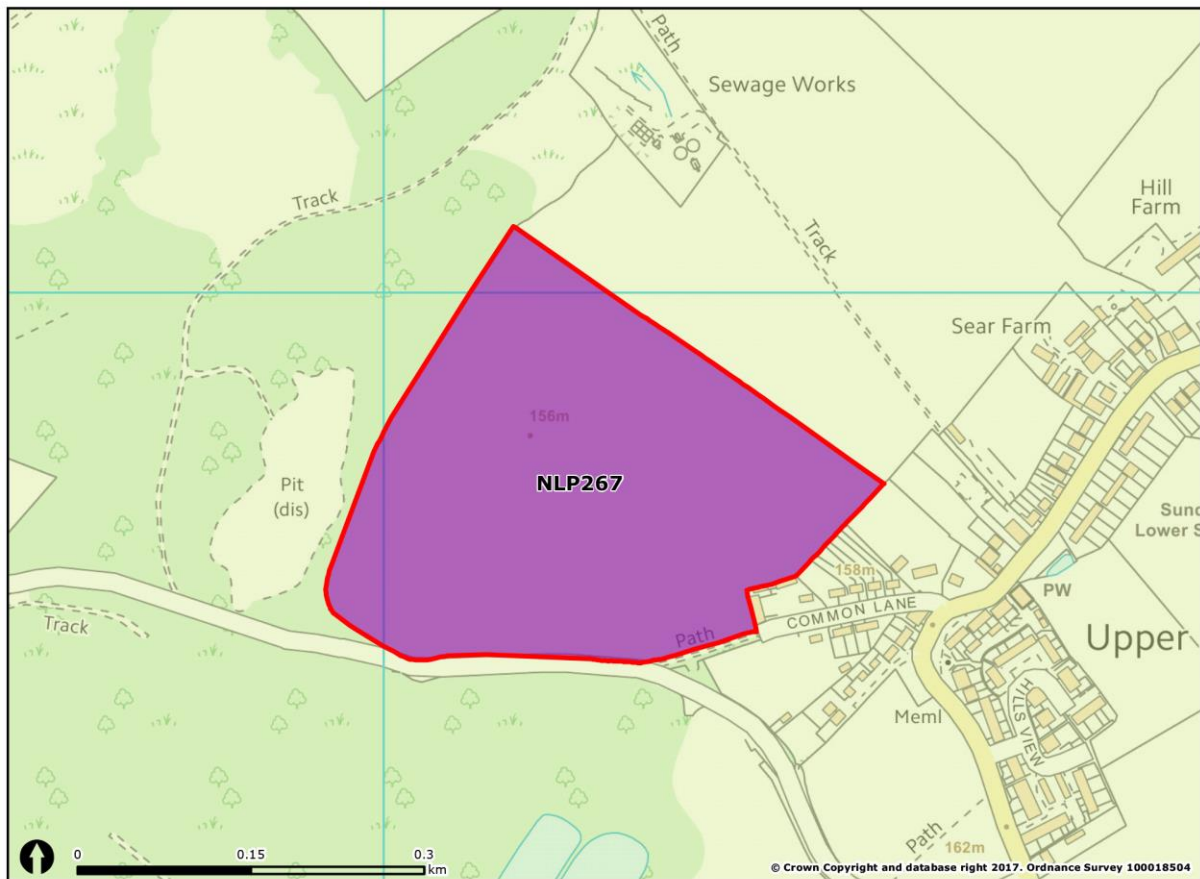 Path
Sewage Works
Hill
Farm
Track
Track
Sear Farm
156m
NLP267
Pit
(dis)
Sund
Lower S
158m
PW
COMMON LANE
Path
Upper
Track
Meml
HILLS VIEW
Path
162m
0
0.15
0.3
km
© Crown Copyright and database right 2017. Ordnance Survey 100018504